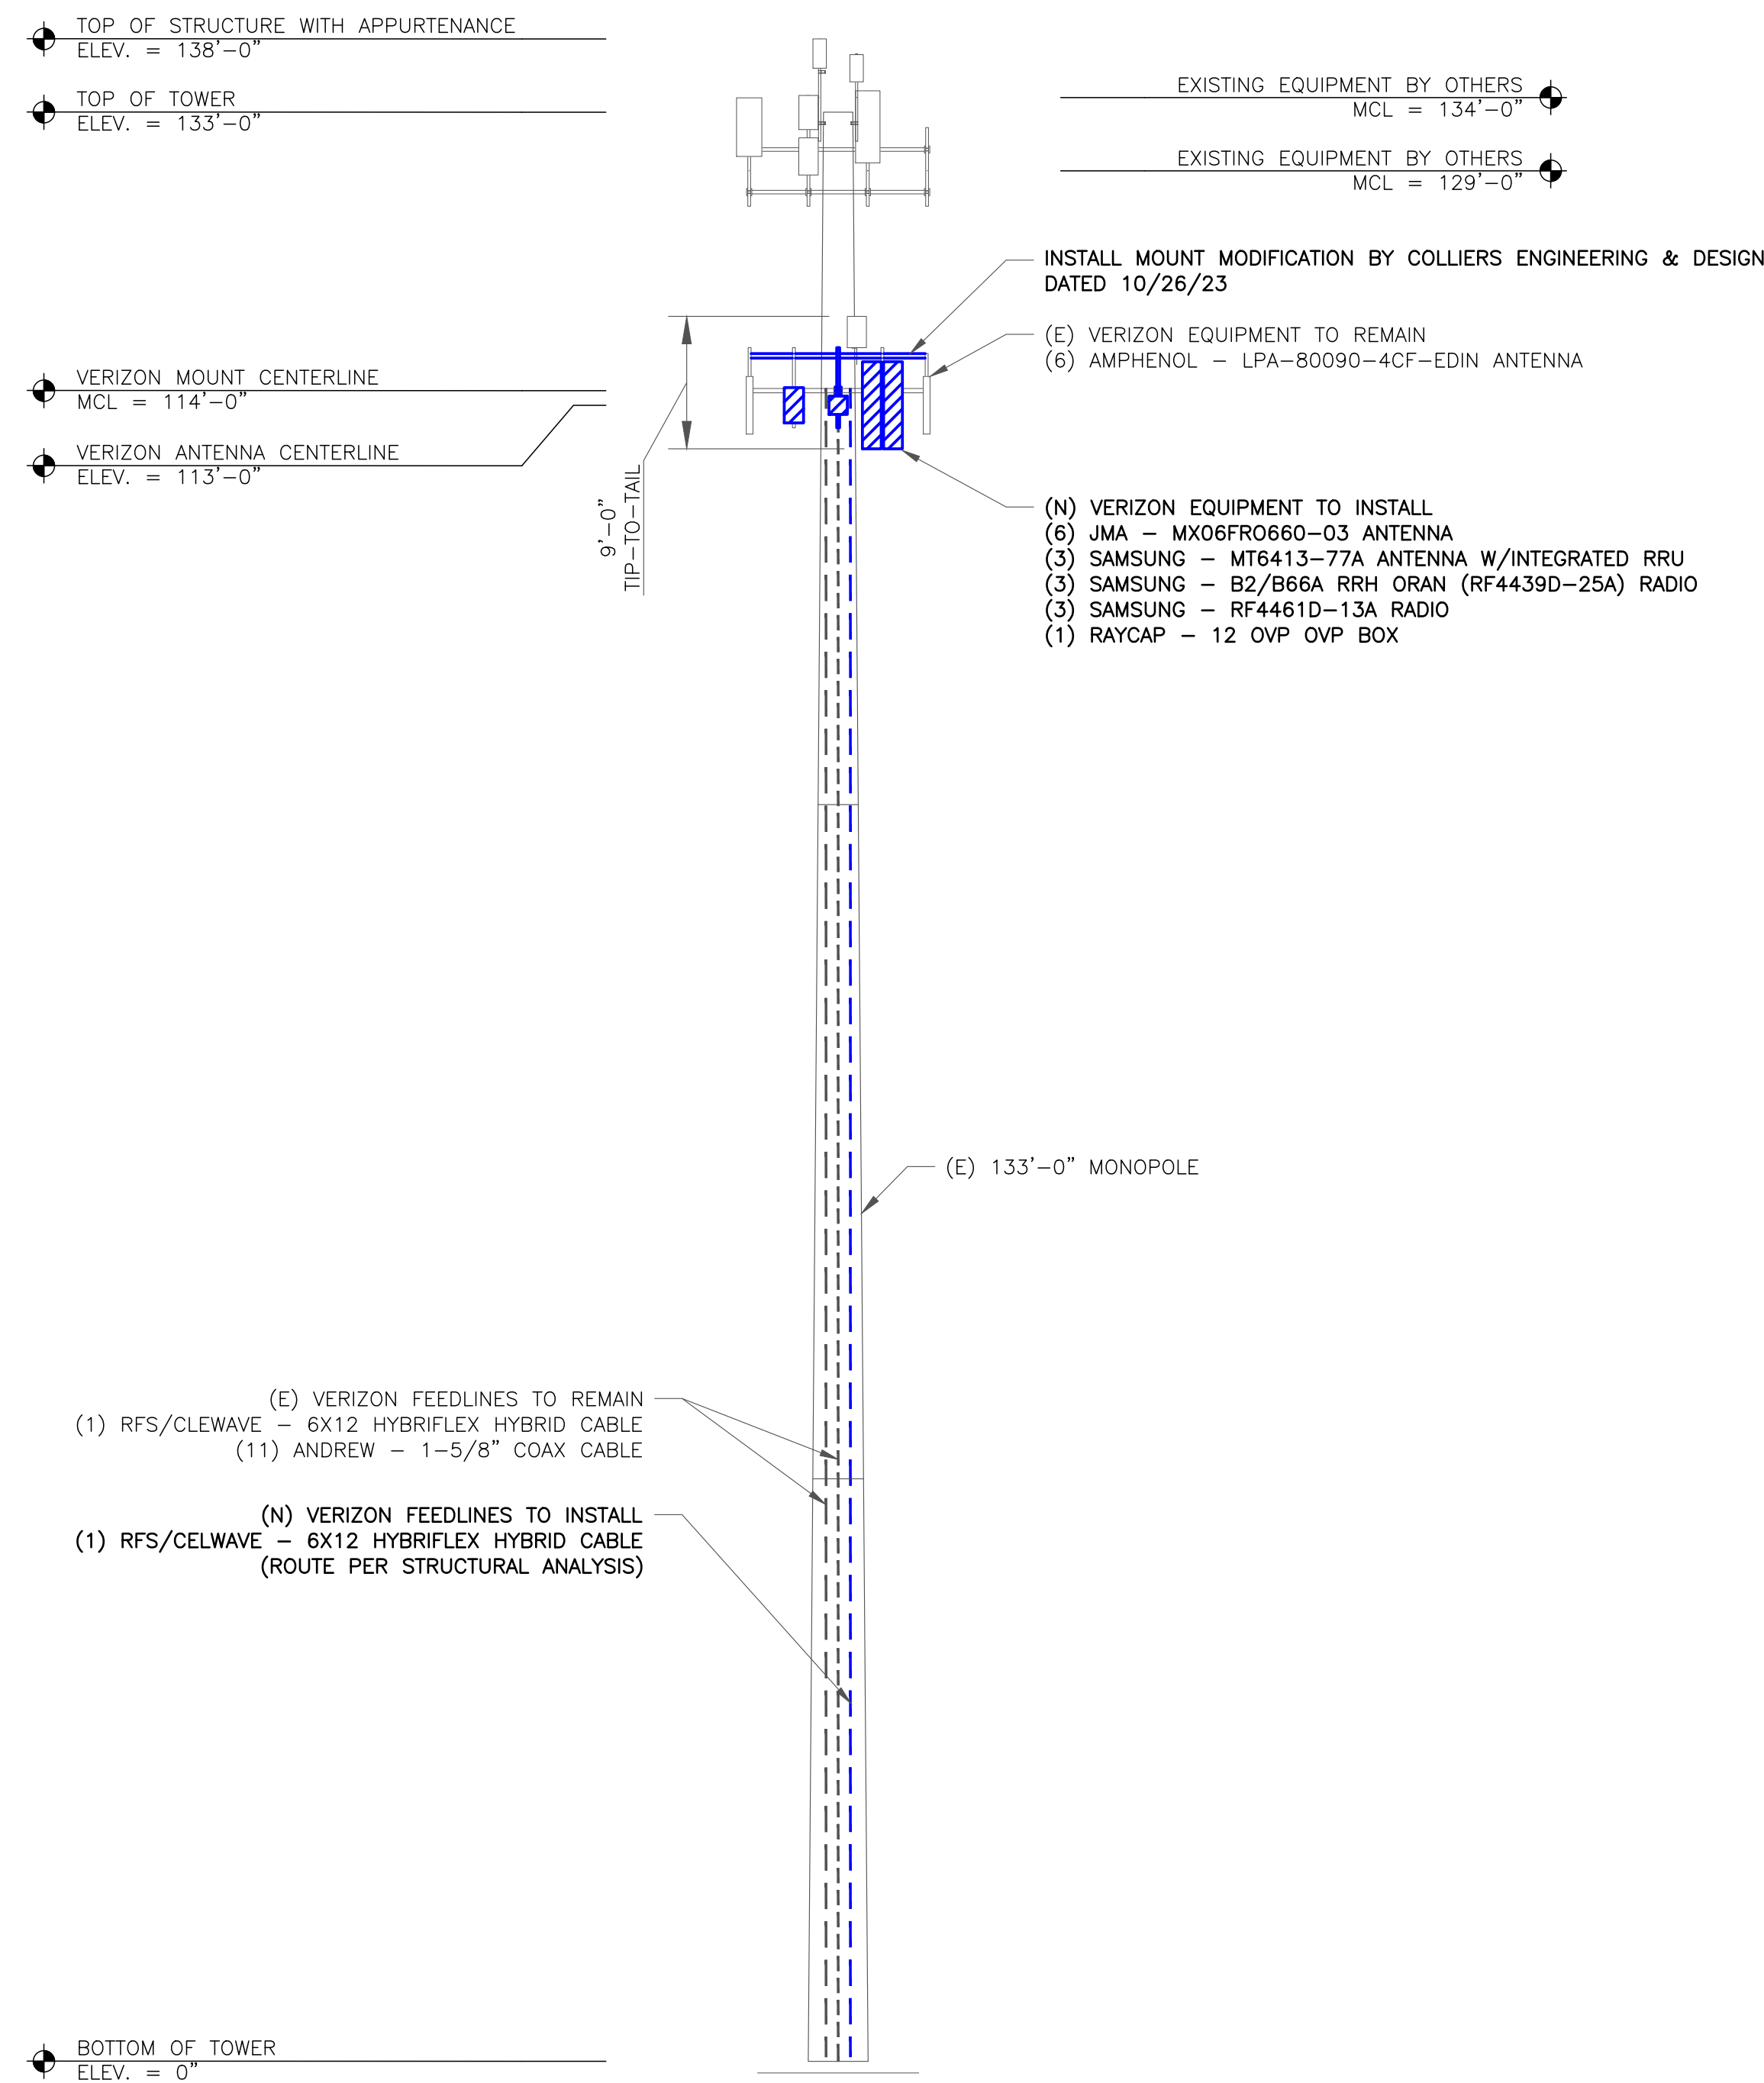 TOP OF STRUCTURE WITH APPURTENANCE
ELEV. = 138'-0"
TOP OF TOWER
ELEV. = 133'-0"
EXISTING EQUIPMENT BY OTHERS
MCL = 134'-0"
EXISTING EQUIPMENT BY OTHERS
MCL = 129'-0"
INSTALL MOUNT MODIFICATION BY COLLIERS ENGINEERING & DESIGN
DATED 10/26/23
(E) VERIZON EQUIPMENT TO REMAIN
(6) AMPHENOL - LPA-80090-4CF-EDIN ANTENNA
VERIZON MOUNT CENTERLINE
MCL = 114'-0"
VERIZON ANTENNA CENTERLINE
ELEV. = 113'-0"
9'-0"
TIP-TO-TAIL
(N) VERIZON EQUIPMENT TO INSTALL
(6) JMA - MX06FRO660-03 ANTENNA
(3) SAMSUNG - MT6413-77A ANTENNA W/INTEGRATED RRU
(3) SAMSUNG - B2/B66A RRH ORAN (RF4439D-25A) RADIO
(3) SAMSUNG - RF4461D-13A RADIO
(1) RAYCAP - 12 OVP OVP BOX
(E) 133'-0" MONOPOLE
(E) VERIZON FEEDLINES TO REMAIN
(1) RFS/CLEWAVE - 6X12 HYBRIFLEX HYBRID CABLE
(11) ANDREW - 1-5/8" COAX CABLE
(N) VERIZON FEEDLINES TO INSTALL
(1) RFS/CELWAVE - 6X12 HYBRIFLEX HYBRID CABLE
(ROUTE PER STRUCTURAL ANALYSIS)
BOTTOM OF TOWER
ELEV. = 0"